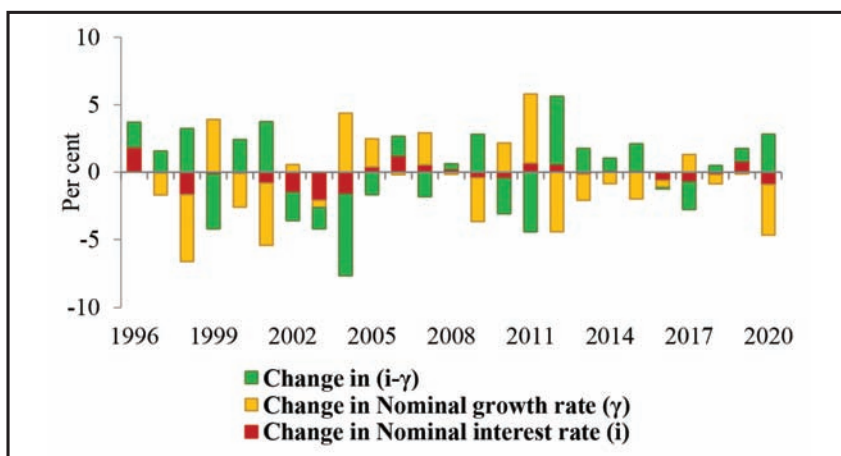 10
5
0
-5
-10
Per cent
1996 1999 2002 2005 2008 2011 2014 2017 2020
Change in (i-γ)
Change in Nominal growth rate (γ)
Change in Nominal interest rate (i)